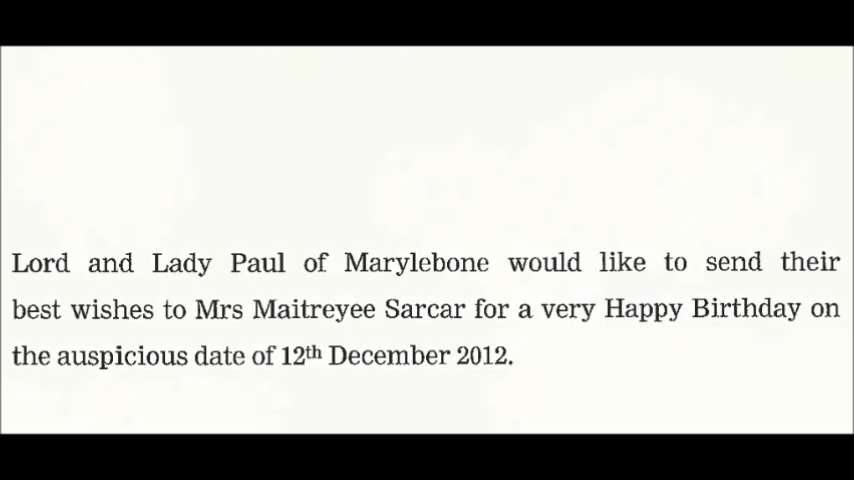 Lord and Lady Paul of Marylebone would like to send their
best wishes to Mrs Maitreyee Sarcar for a very Happy Birthday on
the auspicious date of 12th December 2012.